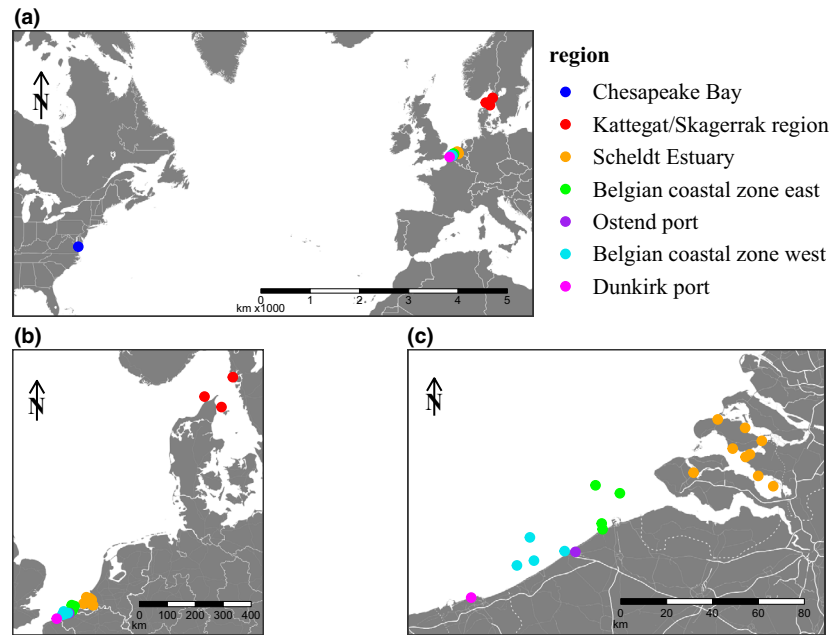 (a)
N
0 1 2 3 4 5
km x1000
region
Chesapeake Bay
Kattegat/Skagerrak region
Scheldt Estuary
Belgian coastal zone east
Ostend port
Belgian coastal zone west
Dunkirk port
(b)
N
0 100 200 300 400
km
(c)
N
0 20 40 60 80
km